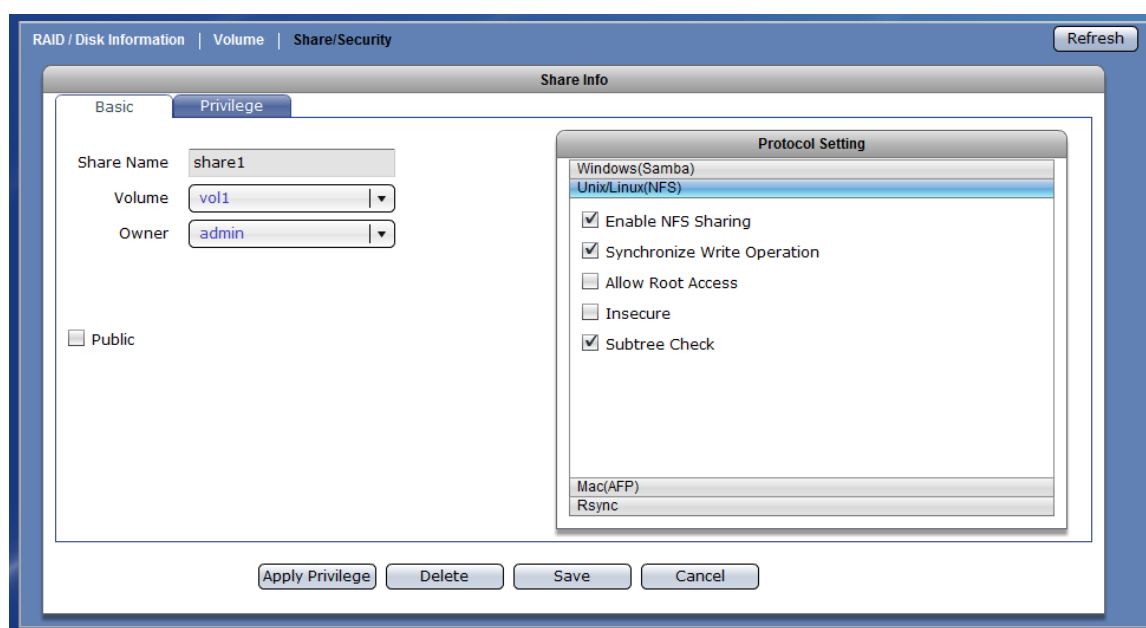 RAID / Disk Information | Volume | Share/Security
Refresh
Share Info
Basic
Privilege
Share Name
share1
Volume
vol1
Owner
admin
Public
Protocol Setting
Windows(Samba)
Unix/Linux(NFS)
Enable NFS Sharing
Synchronize Write Operation
Allow Root Access
Insecure
Subtree Check
Mac(AFP)
Rsync
Apply Privilege
Delete
Save
Cancel